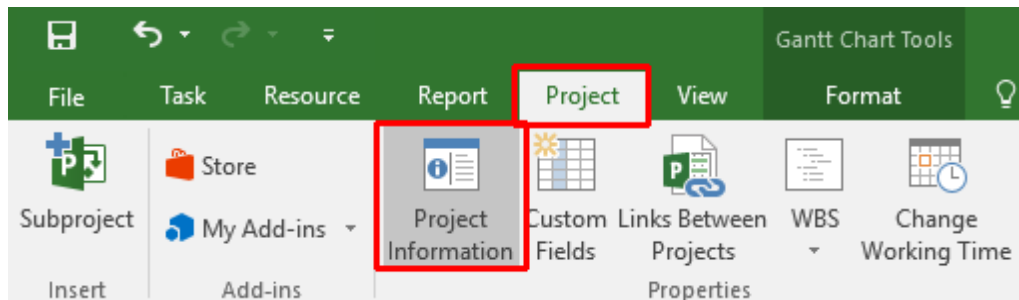 Gantt Chart Tools
File Task Resource Report Project View Format
Subproject
Store
My Add-ins
Project
Information
Custom
Fields
Links Between
Projects
WBS
Change
Working Time
Insert Add-ins Properties